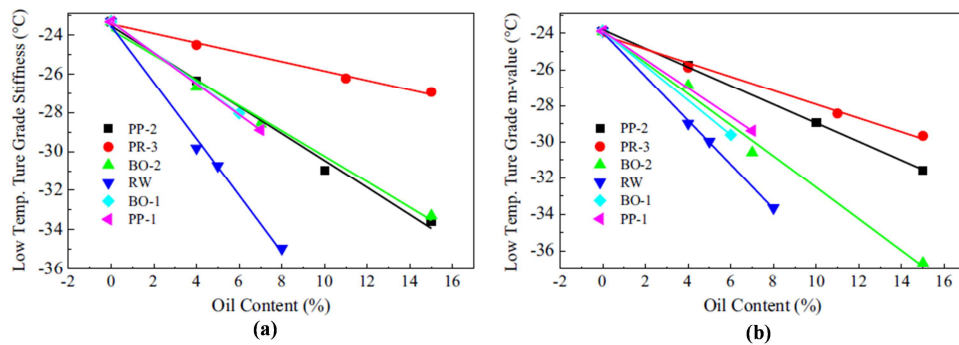 Low Temp. Ture Grade Stiffness (°C)
-24
-26
-28
-30
-32
-34
-36
PP-2
PR-3
BO-2
RW
BO-1
PP-1
-2 0 2 4 6 8 10 12 14 16
Oil Content (%)
(a)
Low Temp. Ture Grade m-value (°C)
-24
-26
-28
-30
-32
-34
-36
PP-2
PR-3
BO-2
RW
BO-1
PP-1
-2 0 2 4 6 8 10 12 14 16
Oil Content (%)
(b)